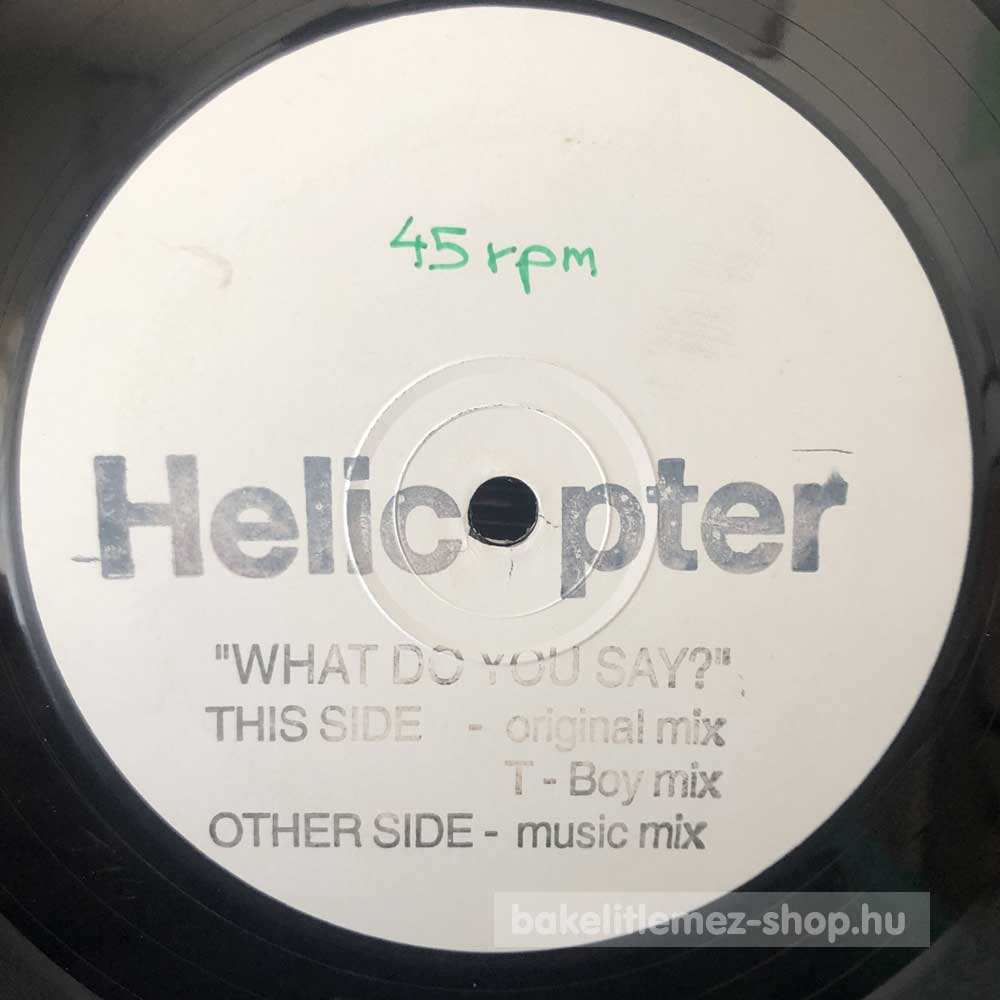 45 rpm
Helicopter
"WHAT DO YOU SAY?"
THIS SIDE - original mix
T - Boy mix
OTHER SIDE - music mix
bakelitlemez-shop.hu